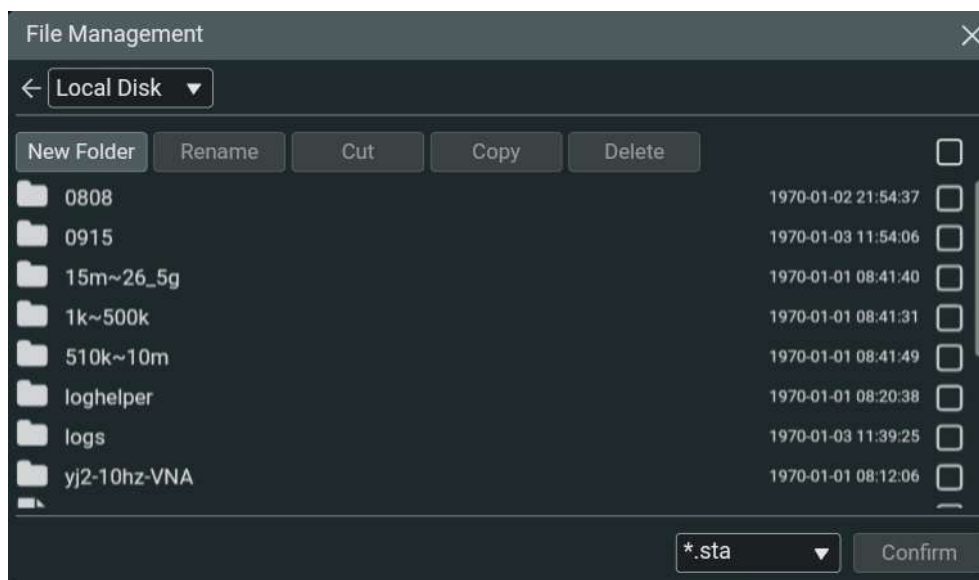 File Management
Local Disk
New Folder Rename Cut Copy Delete
0808 1970-01-02 21:54:37
0915 1970-01-03 11:54:06
15m~26_5g 1970-01-01 08:41:40
1k~500k 1970-01-01 08:41:31
510k~10m 1970-01-01 08:41:49
loghelper 1970-01-01 08:20:38
logs 1970-01-03 11:39:25
yj2-10hz-VNA 1970-01-01 08:12:06
*.sta Confirm